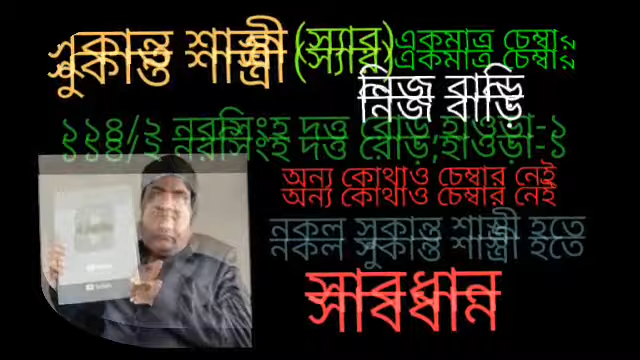 সুকান্ত শাস্ত্রী (স্যার) একমাত্র চেম্বার
নিজ বাড়ি
১১৪/২ নরসিংহ দত্ত রোড,হাওড়া-১
অন্য কোথাও চেম্বার নেই
নকল সুকান্ত শাস্ত্রী হতে
সাবধান